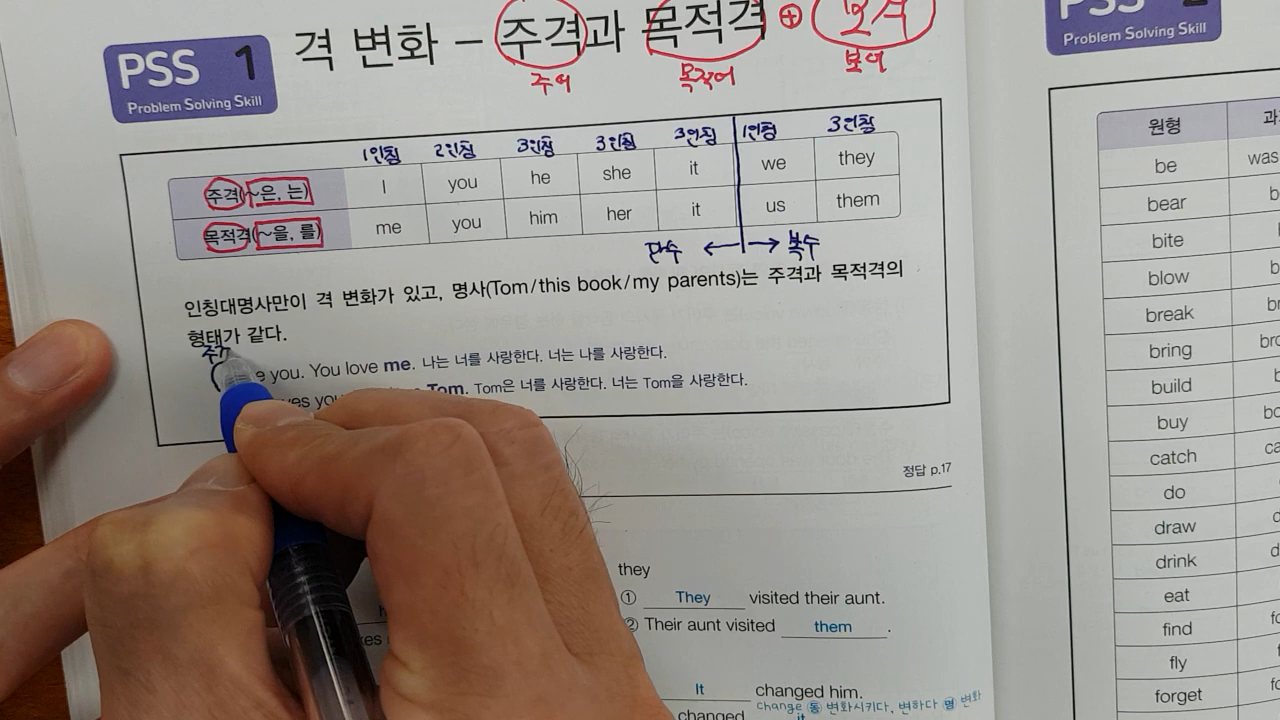 PSS 1
Problem Solving Skill
격 변화 – 주격과 목적격 ⊕ 보격
주어 목적어 보어
1인칭 2인칭 3인칭 3인칭 3인칭 1인칭 3인칭
주격(~은, 는) I you he she it we they
목적격(~을, 를) me you him her it us them
단수 ← → 복수
인칭대명사만이 격 변화가 있고, 명사(Tom/this book/my parents)는 주격과 목적격의
형태가 같다.
you. You love me. 나는 너를 사랑한다. 너는 나를 사랑한다.
Tom. Tom은 너를 사랑한다. 너는 Tom을 사랑한다.
정답 p.17
they
① They visited their aunt.
② Their aunt visited them.
It changed him.
change 동 변화시키다, 변하다 명 변화
changed it
PSS
Problem Solving Skill
원형
be was
bear
bite
blow
break
bring
build
buy
catch
do
draw
drink
eat
find
fly
forget